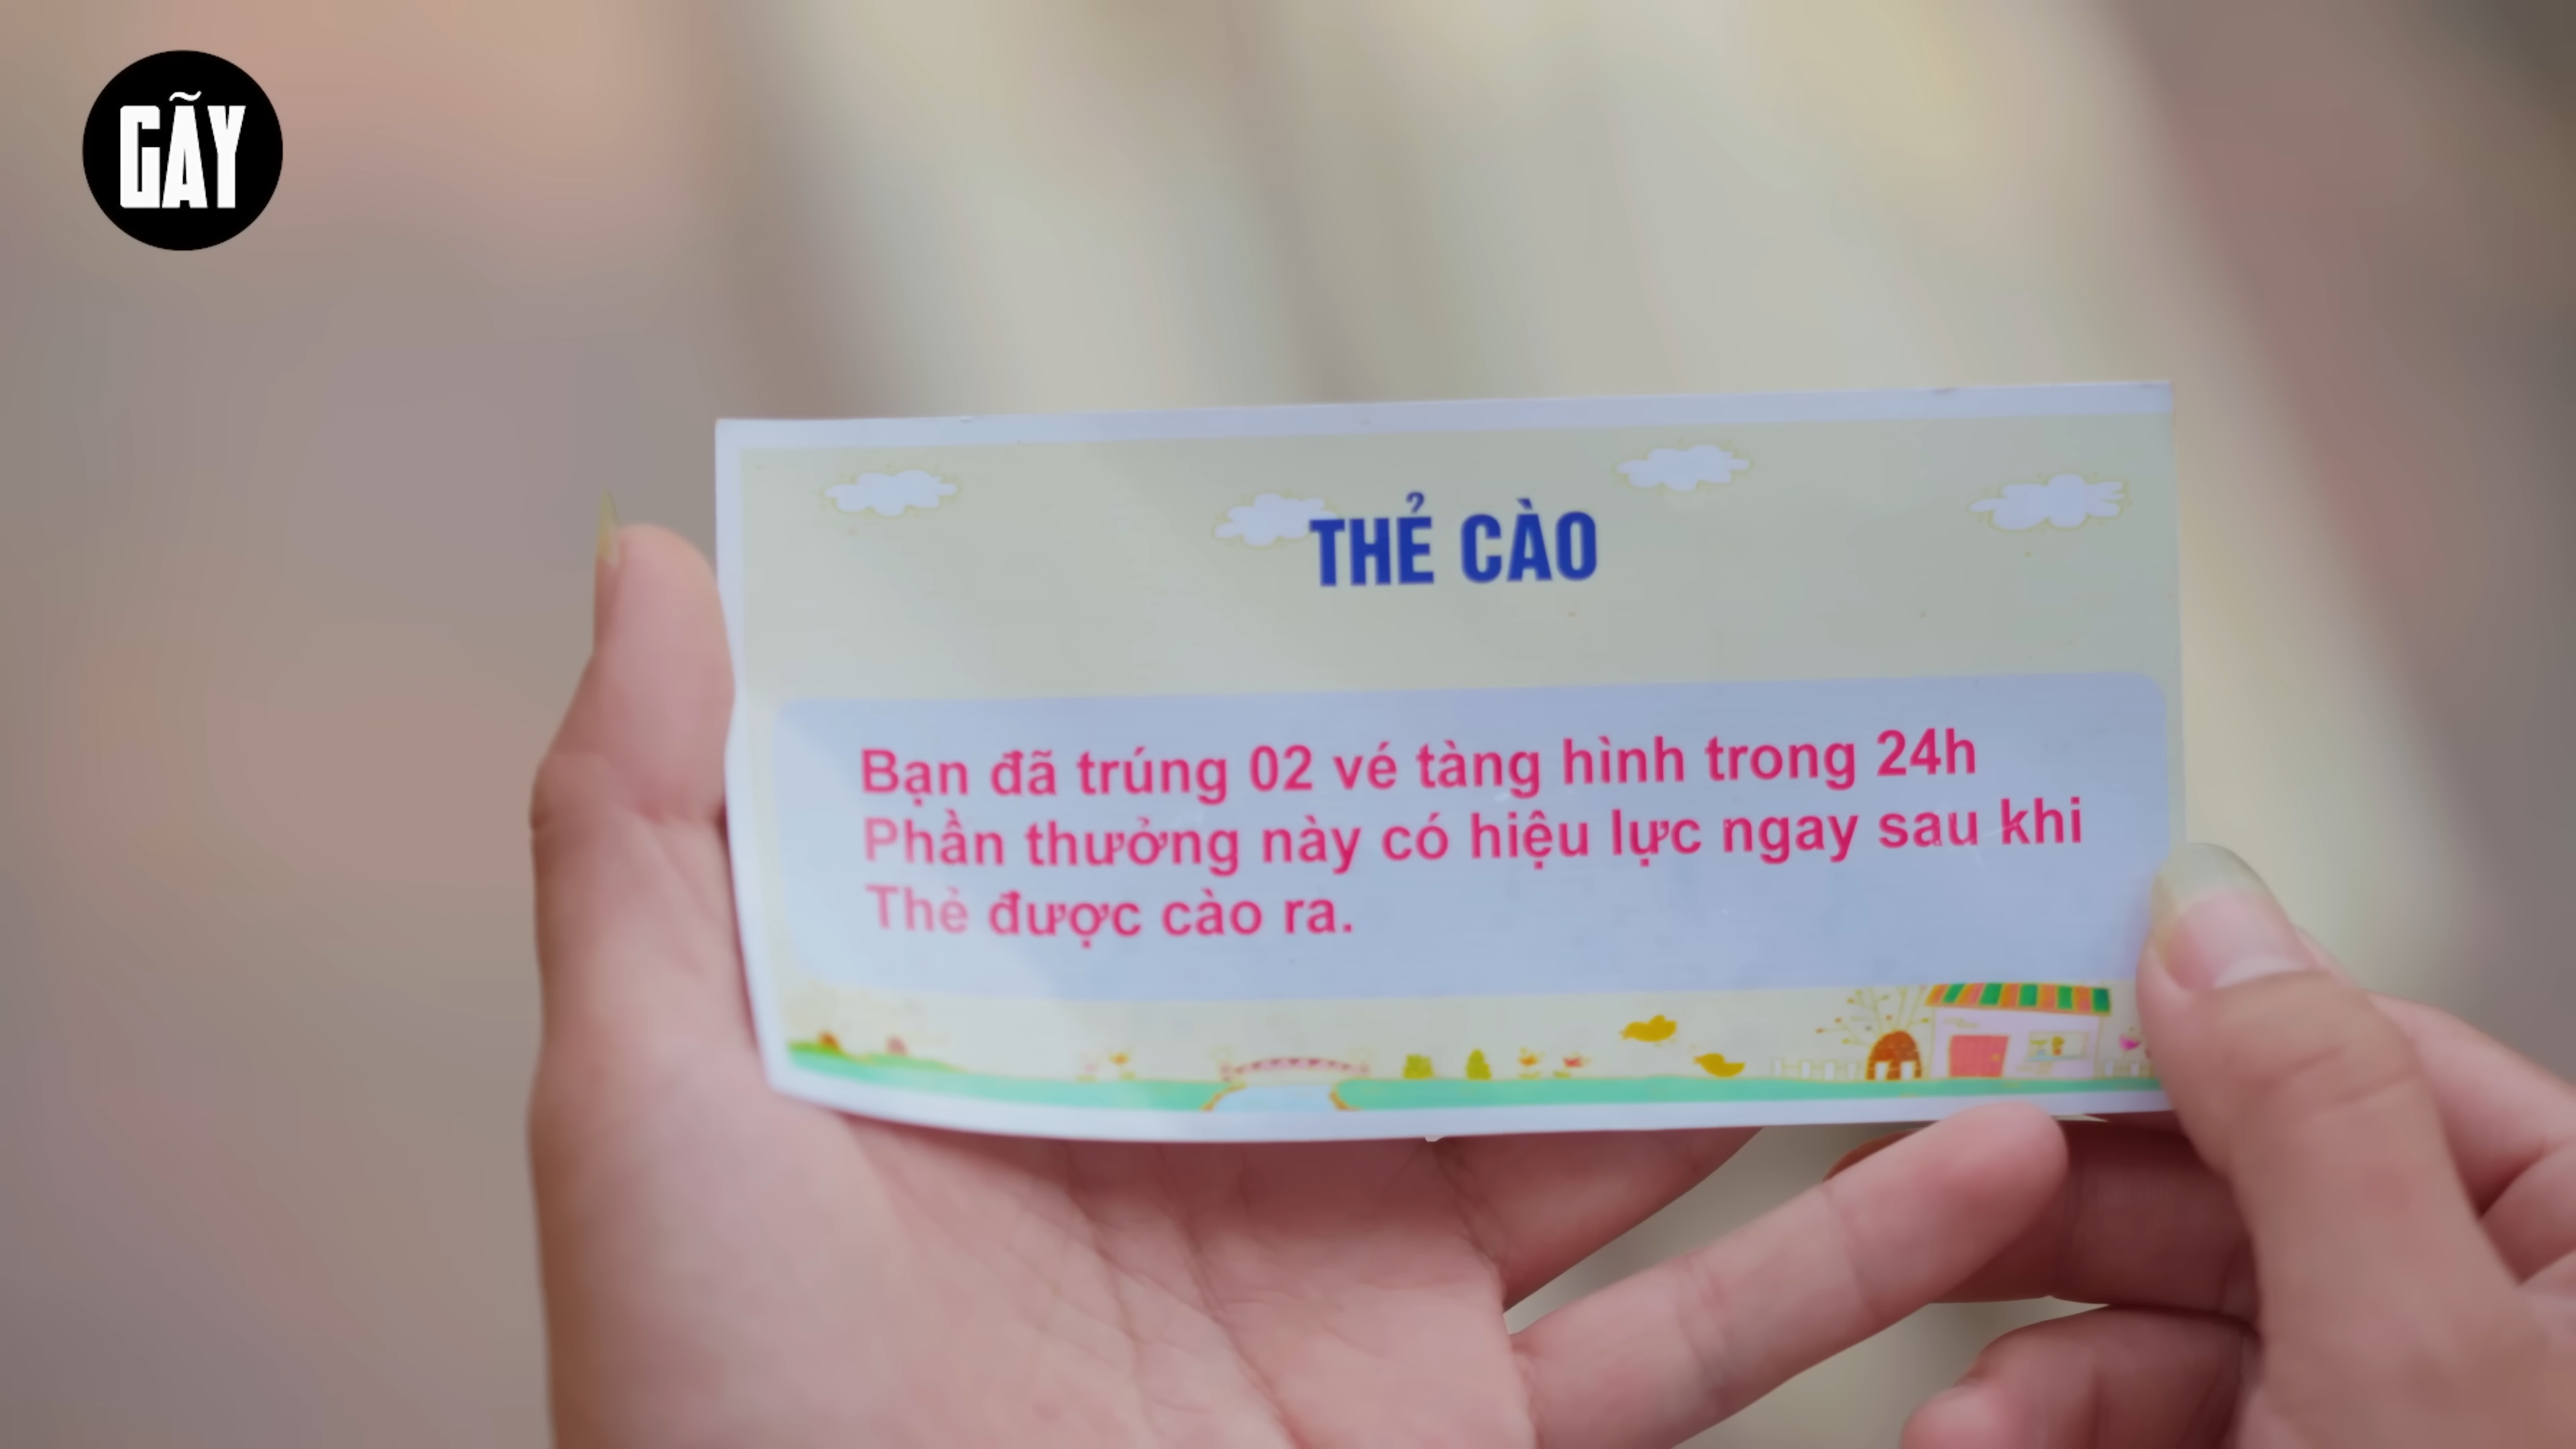 GÃY
THẺ CÀO
Bạn đã trúng 02 vé tàng hình trong 24h
Phần thưởng này có hiệu lực ngay sau khi
Thẻ được cào ra.